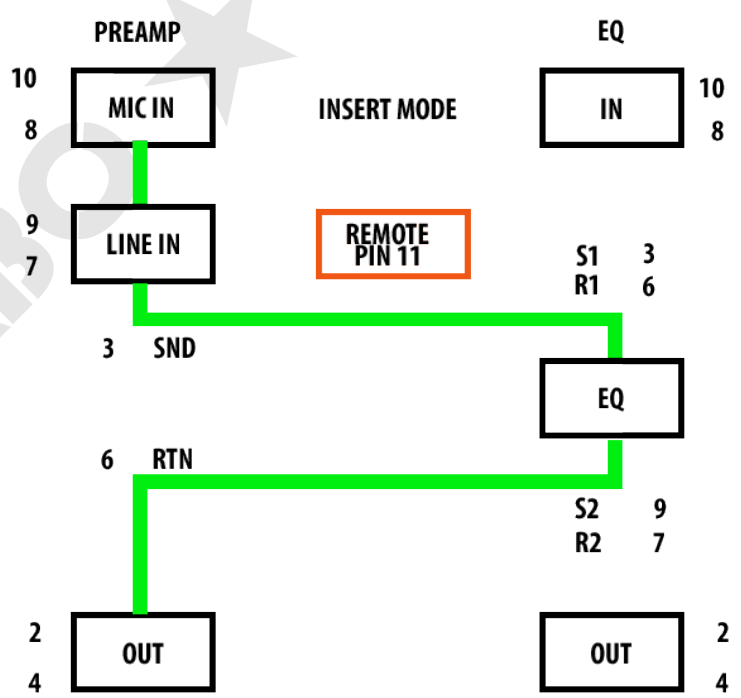 PREAMP
EQ
10
MIC IN
8
INSERT MODE
IN
10
8
9
LINE IN
7
REMOTE
PIN 11
S1 3
R1 6
3 SND
EQ
6 RTN
S2 9
R2 7
2
OUT
4
OUT
2
4